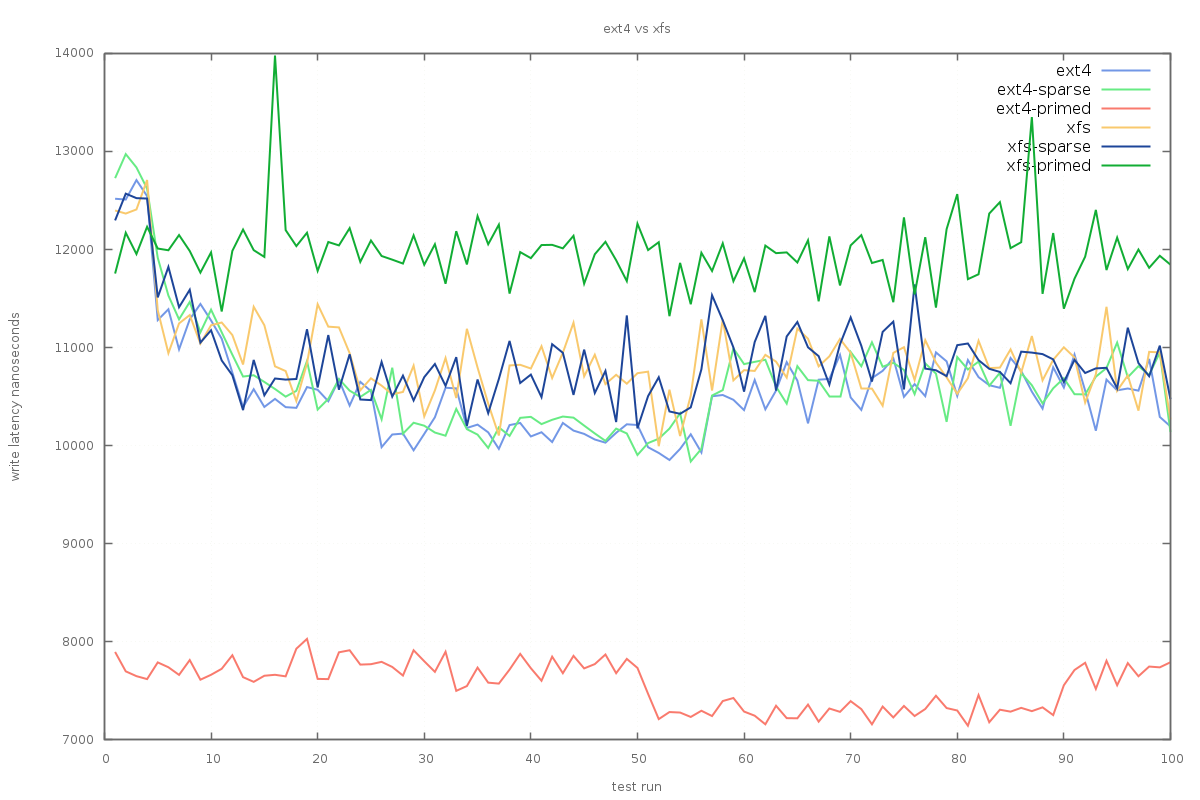 ext4 vs xfs
14000
13000
12000
11000
10000
9000
8000
7000
write latency nanoseconds
ext4
ext4-sparse
ext4-primed
xfs
xfs-sparse
xfs-primed
0 10 20 30 40 50 60 70 80 90 100
test run